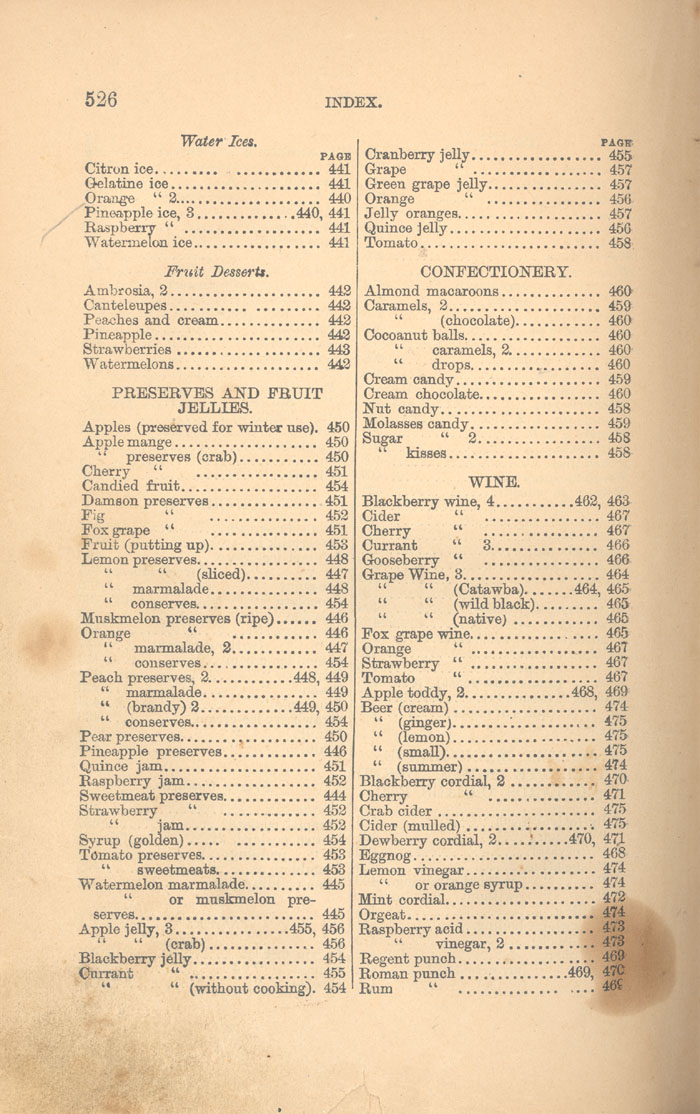 526
INDEX.
Water Ices.
PAGE
Citron ice......... ............ 441
Gelatine ice..................... 441
Orange “ 2..................... 440
Pineapple ice, 3.............440, 441
Raspberry “ ................... 441
Watermelon ice.................. 441
Fruit Desserts.
Ambrosia, 2..................... 442
Canteleupes.......... .......... 442
Peaches and cream.............. 442
Pineapple....................... 442
Strawberries .................... 443
Watermelons.................... 442
PRESERVES AND FRUIT
JELLIES.
Apples (preserved for winter use). 450
Apple mange.................... 450
“ preserves (crab)............ 450
Cherry “ .................. 451
Candied fruit.................... 454
Damson preserves............... 451
Fig “ ............... 452
Fox grape “ ............... 451
Fruit (putting up)............... 453
Lemon preserves................. 448
“ “ (sliced).......... 447
“ marmalade.............. 448
“ conserves................ 454
Muskmelon preserves (ripe)...... 446
Orange “ ............ 446
“ marmalade, 2............ 447
“ conserves................ 454
Peach preserves, 2............448, 449
“ marmalade................ 449
“ (brandy) 2.............449, 450
“ conserves................. 454
Pear preserves................... 450
Pineapple preserves.............. 446
Quince jam...................... 451
Raspberry jam................... 452
Sweetmeat preserves............. 444
Strawberry “ ............. 452
“ jam................... 452
Syrup (golden)..... ............. 454
Tomato preserves................ 453
“ sweetmeats.............. 453
Watermelon marmalade.......... 445
“ or muskmelon pre-
serves......................... 445
Apple jelly, 3................455, 456
“ “ (crab) ............... 456
Blackberry jelly................. 454
Currant “ .................. 455
“ “ (without cooking). 454
PAGE
Cranberry jelly.................. 455
Grape “ .................. 457
Green grape jelly................ 457
Orange “ ................ 456
Jelly oranges.................... 457
Quince jelly..................... 456
Tomato.......................... 458
CONFECTIONERY.
Almond macaroons .............. 460
Caramels, 2...................... 459
“ (chocolate)............ 460
Cocoanut balls................... 460
“ caramels, 2............ 460
“ drops.................. 460
Cream candy.................... 459
Cream chocolate................. 460
Nut candy....................... 458
Molasses candy.................. 459
Sugar “ 2................. 458
“ kisses..................... 458
WINE.
Blackberry wine, 4...........462, 463
Cider “ ............... 467
Cherry “ ............... 467
Currant “ 3............... 466
Gooseberry “ ............... 466
Grape Wine, 3................... 464
“ “ (Catawba).......464, 465
“ “ (wild black)......... 465
“ “ (native) ............ 465
Fox grape wine.................. 465
Orange “ .................. 467
Strawberry “ .................. 467
Tomato “ .................. 467
Apple toddy, 2...............468, 469
Beer (cream) .................... 474
“ (ginger).................... 475
“ (lemon) .................... 475
“ (small)..................... 475
“ (summer) .................. 474
Blackberry cordial, 2 ............ 470
Cherry “ ............... 471
Crab cider ...................... 475
Cider (mulled) .................. 475
Dewberry cordial, 2..........470, 471
Eggnog.......................... 468
Lemon vinegar................... 474
“ or orange syrup.......... 474
Mint cordial..................... 472
Orgeat........................... 474
Raspberry acid .................. 473
“ vinegar, 2 ............ 473
Regent punch.................... 469
Roman punch ...............469, 470
Rum “ .............. .... 469